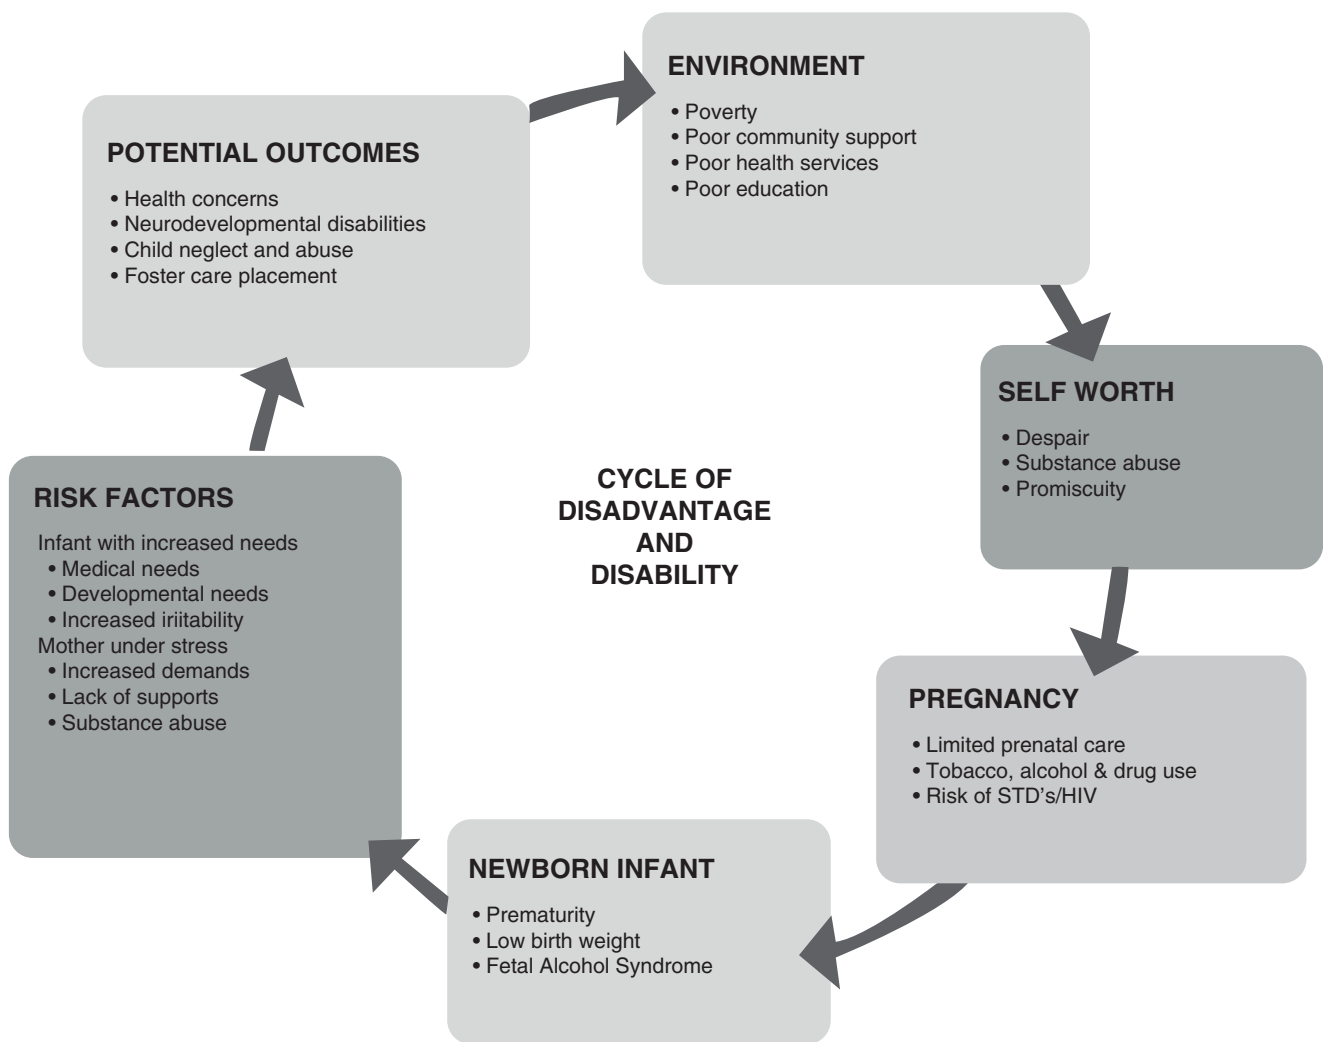 ENVIRONMENT
• Poverty
• Poor community support
• Poor health services
• Poor education
SELF WORTH
• Despair
• Substance abuse
• Promiscuity
PREGNANCY
• Limited prenatal care
• Tobacco, alcohol & drug use
• Risk of STD's/HIV
NEWBORN INFANT
• Prematurity
• Low birth weight
• Fetal Alcohol Syndrome
RISK FACTORS
Infant with increased needs
• Medical needs
• Developmental needs
• Increased iriitability
Mother under stress
• Increased demands
• Lack of supports
• Substance abuse
POTENTIAL OUTCOMES
• Health concerns
• Neurodevelopmental disabilities
• Child neglect and abuse
• Foster care placement
CYCLE OF
DISADVANTAGE
AND
DISABILITY